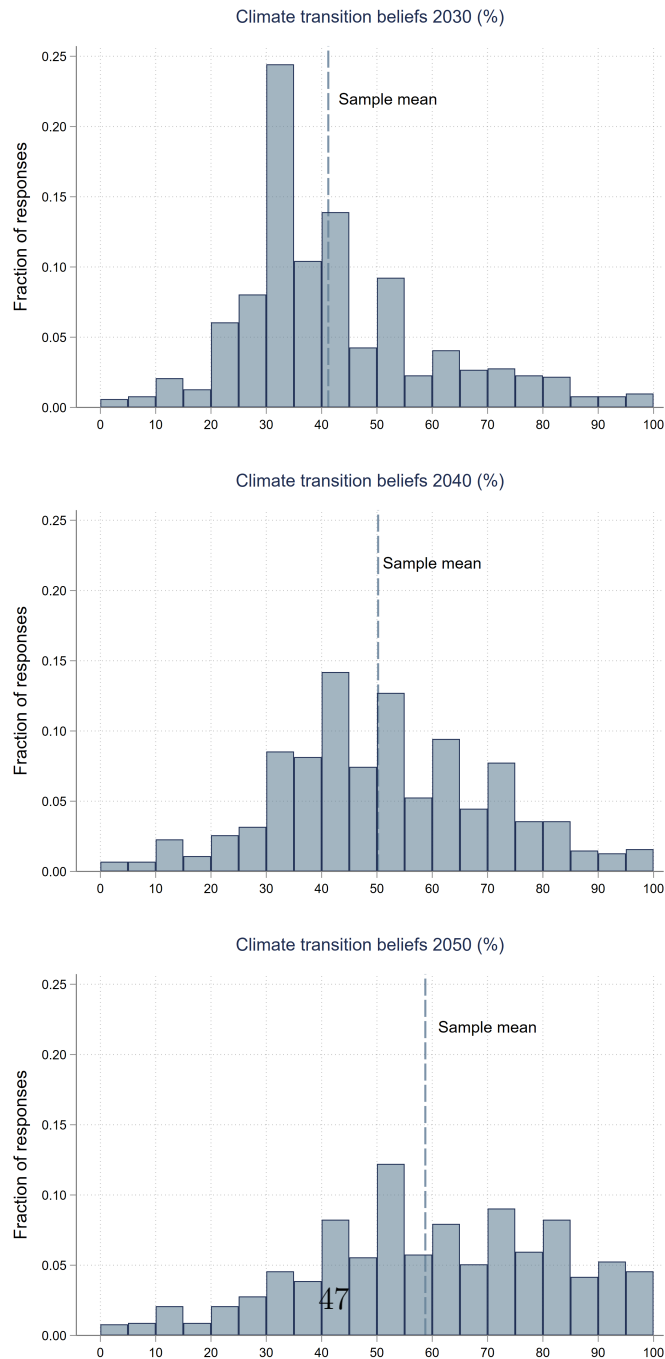 Climate transition beliefs 2030 (%)
0.25
Sample mean
0.20
0.15
Fraction of responses
0.10
0.05
0.00
0 10 20 30 40 50 60 70 80 90 100
Climate transition beliefs 2040 (%)
0.25
Sample mean
0.20
0.15
Fraction of responses
0.10
0.05
0.00
0 10 20 30 40 50 60 70 80 90 100
Climate transition beliefs 2050 (%)
0.25
Sample mean
0.20
0.15
Fraction of responses
0.10
0.05
47
0.00
0 10 20 30 40 50 60 70 80 90 100